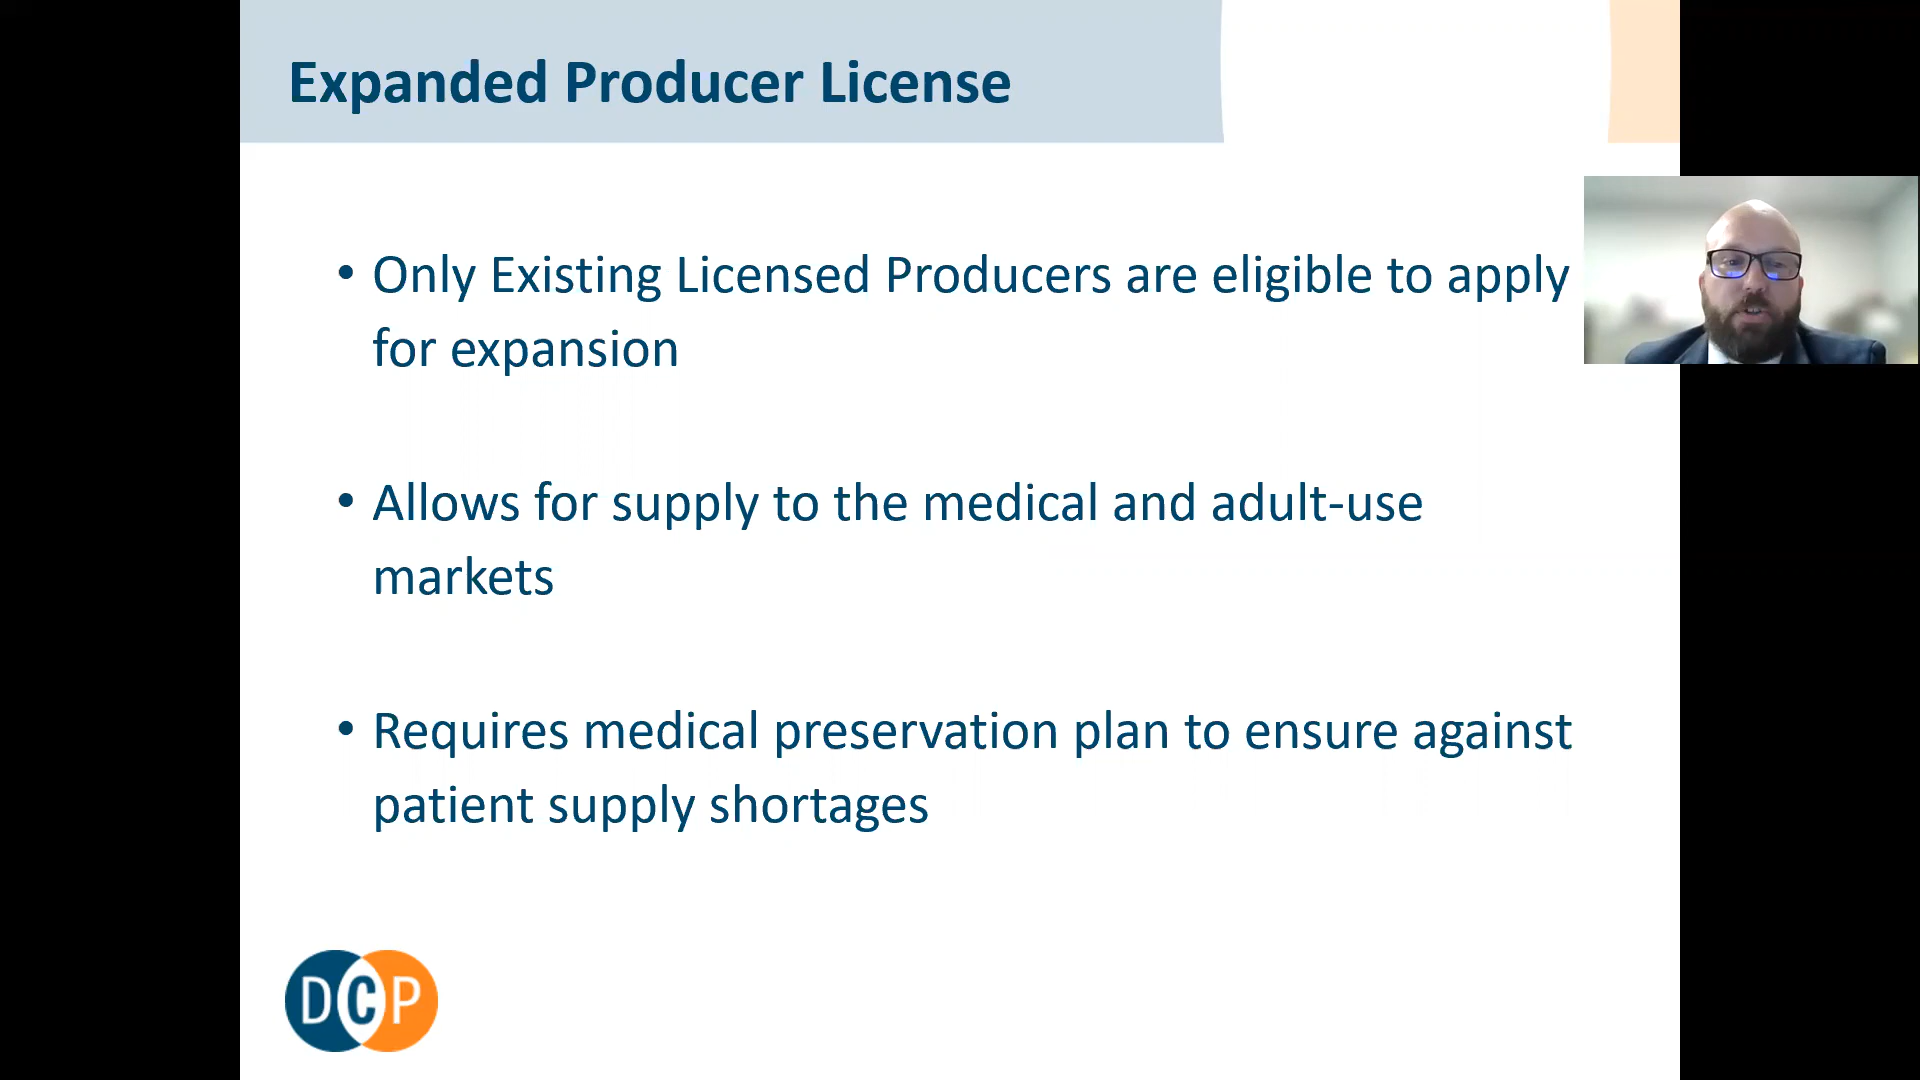 Expanded Producer License
• Only Existing Licensed Producers are eligible to apply
for expansion
• Allows for supply to the medical and adult-use
markets
• Requires medical preservation plan to ensure against
patient supply shortages
DCP